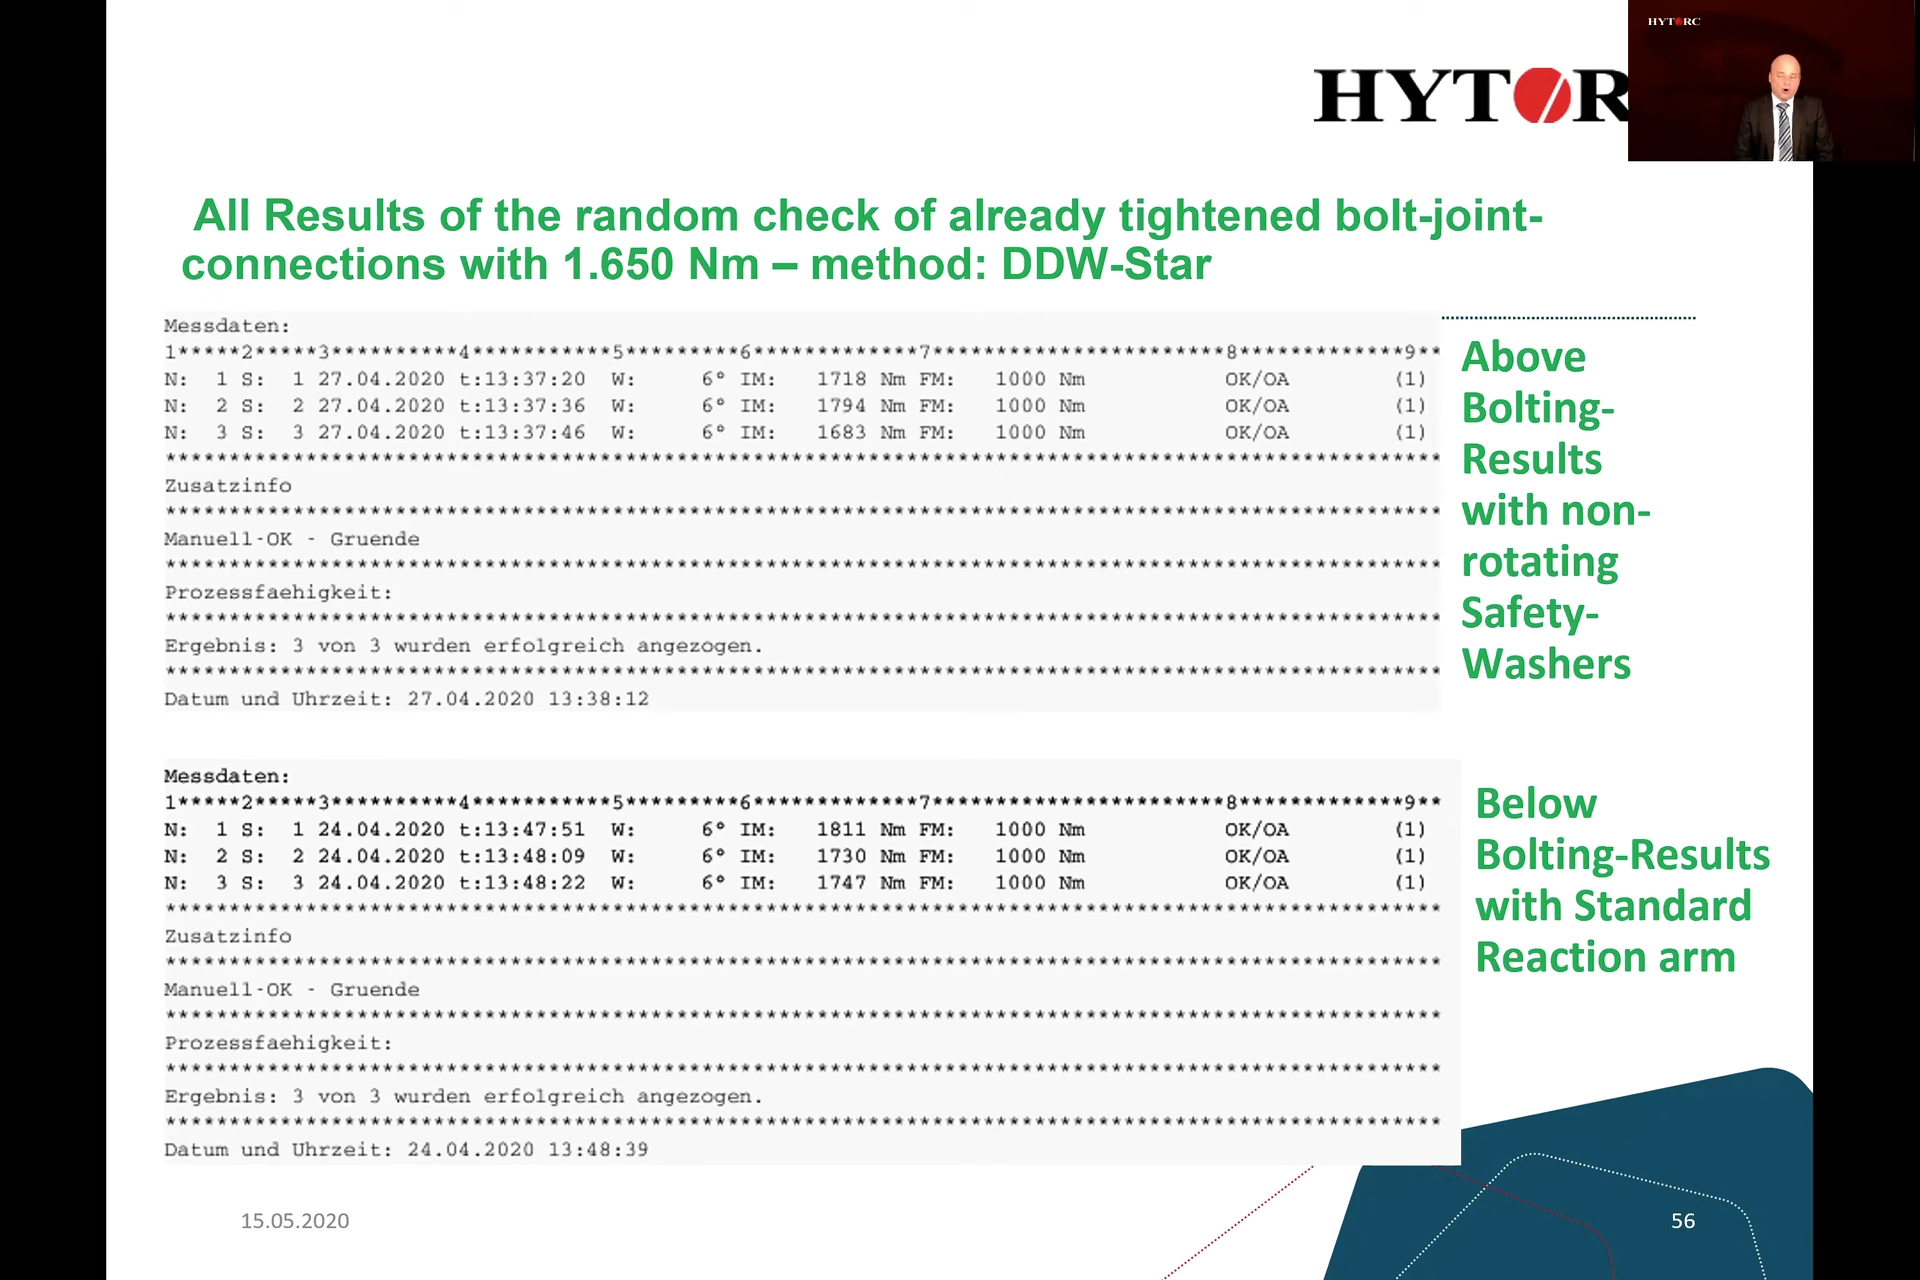 HYTORC
HYTOR
All Results of the random check of already tightened bolt-joint-
connections with 1.650 Nm – method: DDW-Star
Messdaten:
1*****2*****3**********4***********5*********6*************7***********************8*************9**
N: 1 S: 1 27.04.2020 t:13:37:20 W: 6° IM: 1718 Nm FM: 1000 Nm OK/OA (1)
N: 2 S: 2 27.04.2020 t:13:37:36 W: 6° IM: 1794 Nm FM: 1000 Nm OK/OA (1)
N: 3 S: 3 27.04.2020 t:13:37:46 W: 6° IM: 1683 Nm FM: 1000 Nm OK/OA (1)
****************************************************************************************************
Zusatzinfo
****************************************************************************************************
Manuell-OK - Gruende
****************************************************************************************************
Prozessfaehigkeit:
****************************************************************************************************
Ergebnis: 3 von 3 wurden erfolgreich angezogen.
****************************************************************************************************
Datum und Uhrzeit: 27.04.2020 13:38:12
Above
Bolting-
Results
with non-
rotating
Safety-
Washers
Messdaten:
1*****2*****3**********4***********5*********6*************7***********************8*************9**
N: 1 S: 1 24.04.2020 t:13:47:51 W: 6° IM: 1811 Nm FM: 1000 Nm OK/OA (1)
N: 2 S: 2 24.04.2020 t:13:48:09 W: 6° IM: 1730 Nm FM: 1000 Nm OK/OA (1)
N: 3 S: 3 24.04.2020 t:13:48:22 W: 6° IM: 1747 Nm FM: 1000 Nm OK/OA (1)
****************************************************************************************************
Zusatzinfo
****************************************************************************************************
Manuell-OK - Gruende
****************************************************************************************************
Prozessfaehigkeit:
****************************************************************************************************
Ergebnis: 3 von 3 wurden erfolgreich angezogen.
****************************************************************************************************
Datum und Uhrzeit: 24.04.2020 13:48:39
Below
Bolting-Results
with Standard
Reaction arm
15.05.2020
56